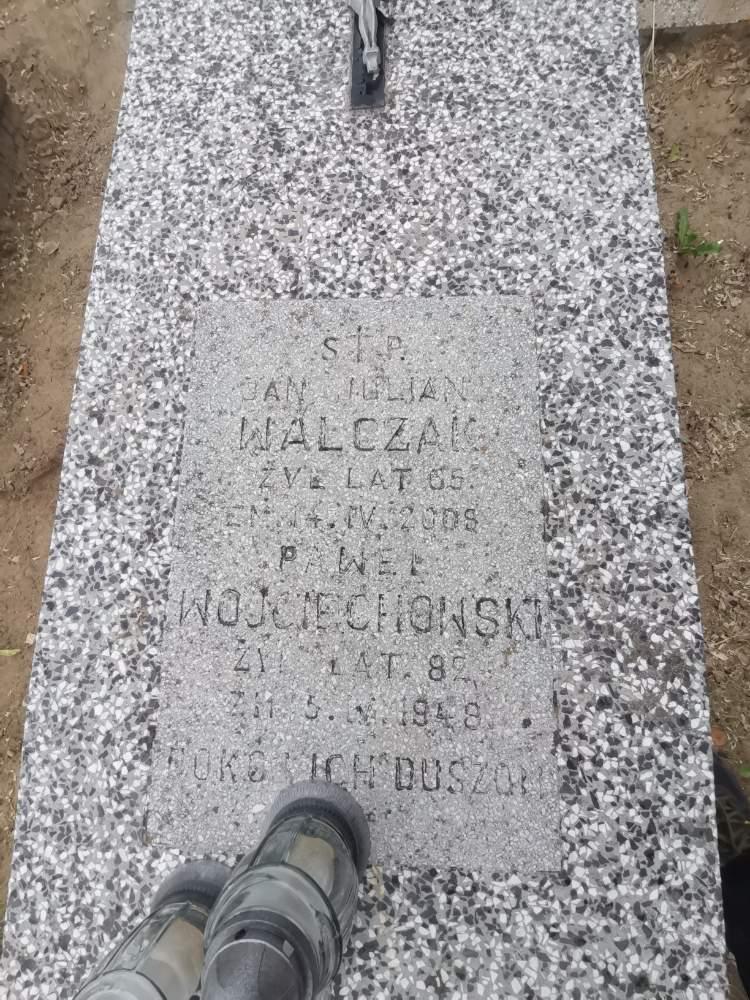 Ś † P.
JAN JULIAN
WALCZAK
ŻYŁ LAT 65.
ZM. 14. IV. 2008
PAWEŁ
WOJCIECHOWSKI
ŻYŁ LAT. 82
ZM 5. IV. 1948.
POKÓJ ICH DUSZOM